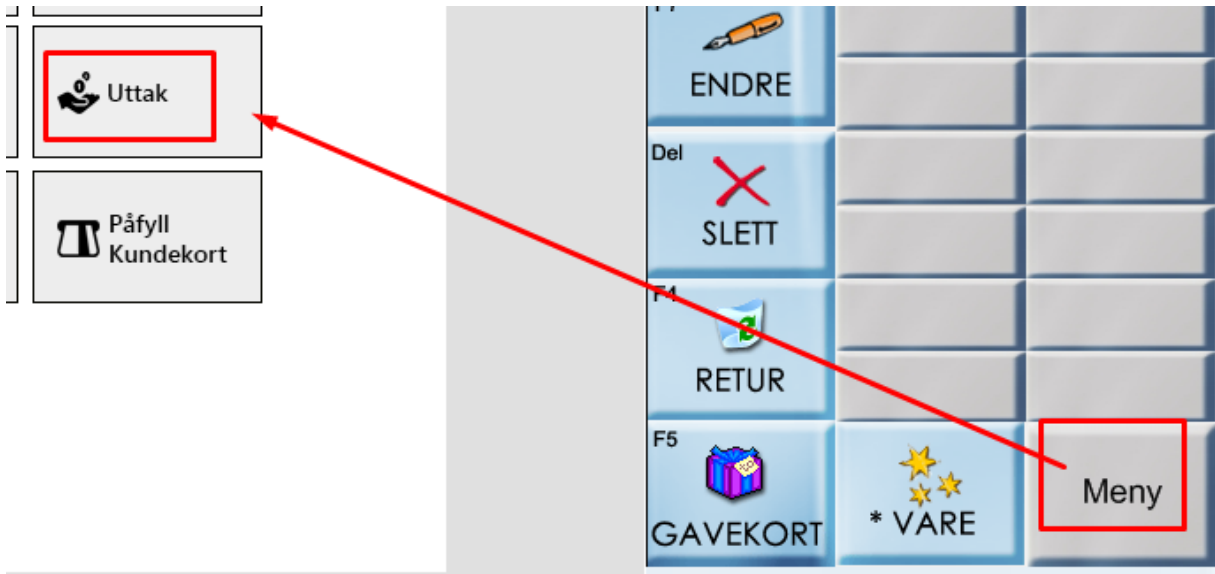 Uttak
Påfyll
Kundekort
ENDRE
Del
SLETT
F4
RETUR
F5
GAVEKORT
* VARE
Meny